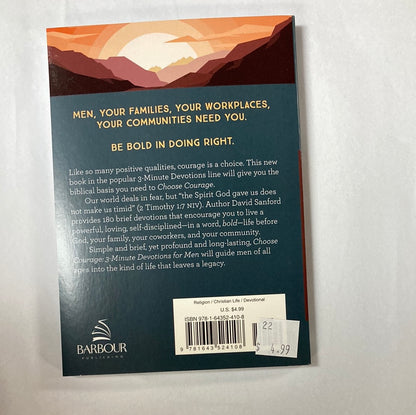 MEN, YOUR FAMILIES, YOUR WORKPLACES,
YOUR COMMUNITIES NEED YOU.
BE BOLD IN DOING RIGHT.
Like so many positive qualities, courage is a choice. This new
book in the popular 3-Minute Devotions line will give you the
biblical basis you need to Choose Courage.
Our world deals in fear, but "the Spirit God gave us does
not make us timid" (2 Timothy 1:7 NIV). Author David Sanford
provides 180 brief devotions that encourage you to live a
powerful, loving, self-disciplined—in a word, bold—life before
God, your family, your coworkers, and your community.
Simple and brief, yet profound and long-lasting, Choose
Courage: 3-Minute Devotions for Men will guide men of all
ages into the kind of life that leaves a legacy.
Religion / Christian Life / Devotional
U.S. $4.99
ISBN 978-1-64352-410-8
9 781643 524108
22
$ 4.99
BARBOUR
PUBLISHING